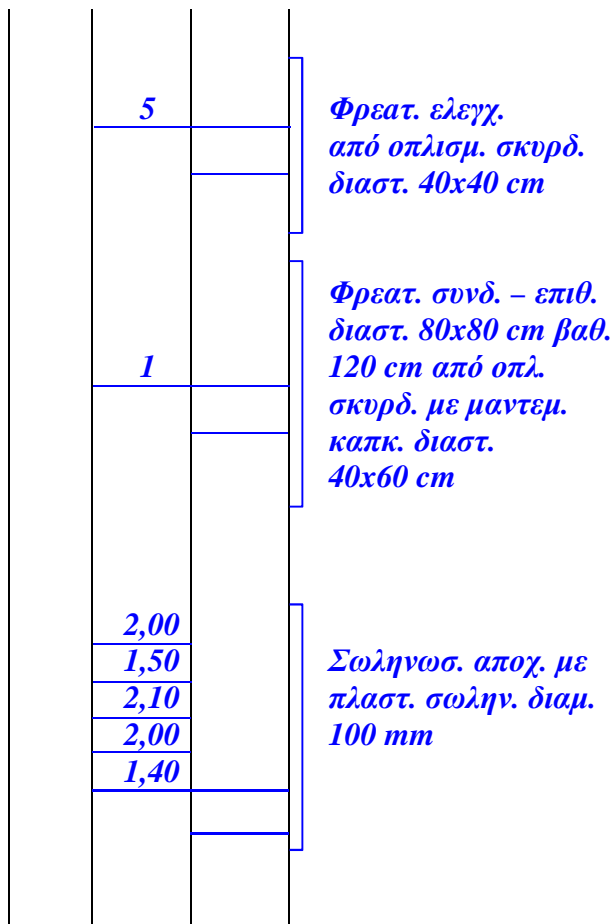 5
Φρεατ. ελεγχ.
από οπλισμ. σκυρδ.
διαστ. 40x40 cm
Φρεατ. συνδ. – επιθ.
διαστ. 80x80 cm βαθ.
1
120 cm από οπλ.
σκυρδ. με μαντεμ.
καπκ. διαστ.
40x60 cm
2,00
1,50
2,10
2,00
1,40
Σωληνωσ. αποχ. με
πλαστ. σωλην. διαμ.
100 mm